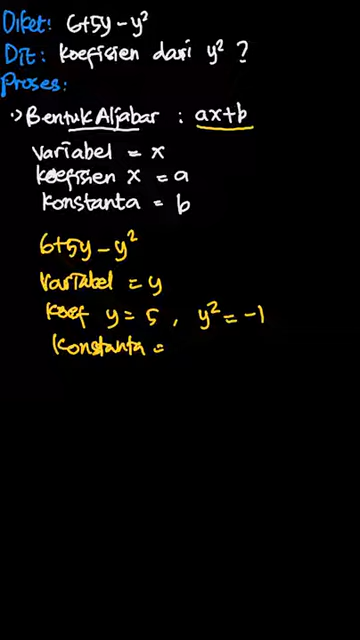 Diket: 6+5y-y²
Dit: koefisien dari y² ?
Proses:
Bentuk Aljabar : ax+b
Variabel = x
koefisien x = a
konstanta = b
6+5y-y²
Variabel = y
koef y = 5 , y² = -1
konstanta =